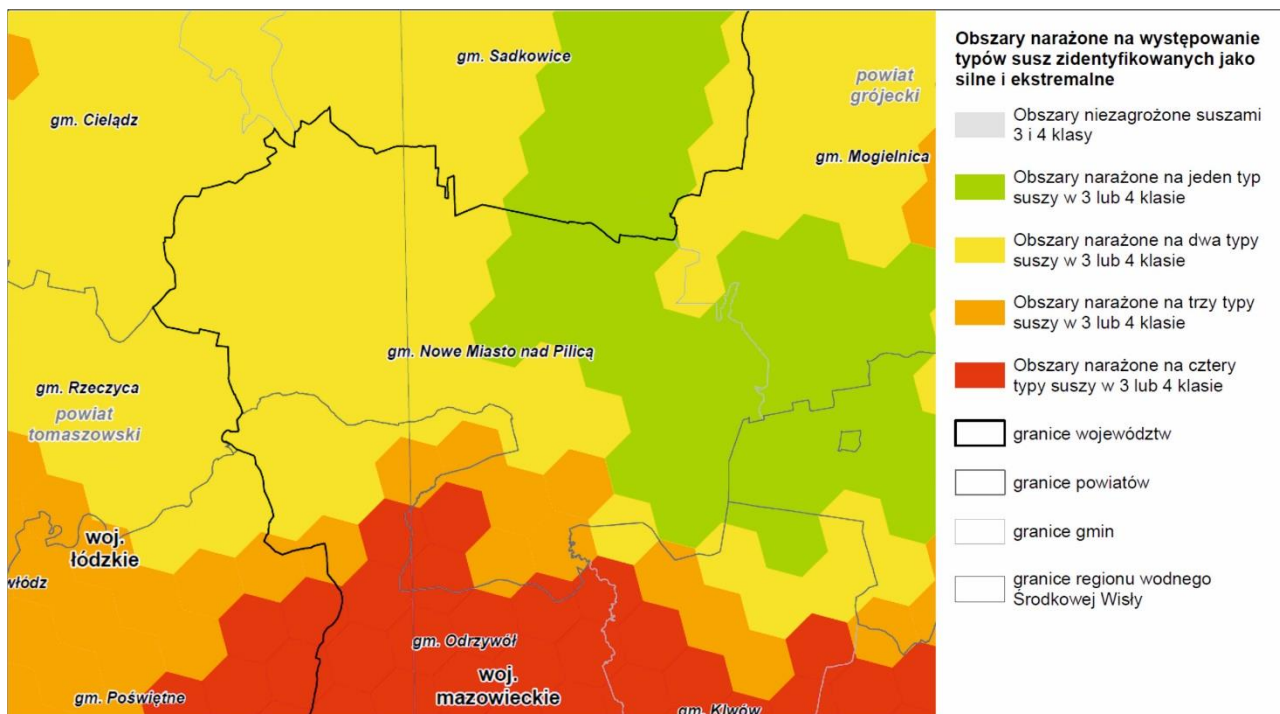 gm. Sadkowice
powiat
grójecki
gm. Cielądz
gm. Mogielnica
gm. Nowe Miasto nad Pilicą
gm. Rzeczyca
powiat
tomaszowski
woj.
łódzkie
włódz
gm. Odrzywół
woj.
mazowieckie
gm. Poświętne
gm. Klwów
Obszary narażone na występowanie
typów susz zidentyfikowanych jako
silne i ekstremalne
Obszary niezagrożone suszami
3 i 4 klasy
Obszary narażone na jeden typ
suszy w 3 lub 4 klasie
Obszary narażone na dwa typy
suszy w 3 lub 4 klasie
Obszary narażone na trzy typy
suszy w 3 lub 4 klasie
Obszary narażone na cztery
typy suszy w 3 lub 4 klasie
granice województw
granice powiatów
granice gmin
granice regionu wodnego
Środkowej Wisły